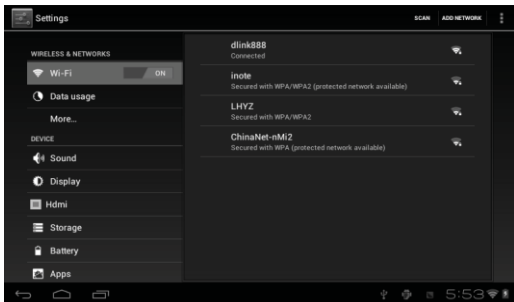 Settings
SCAN
ADD NETWORK
WIRELESS & NETWORKS
Wi-Fi
ON
Data usage
More...
DEVICE
Sound
Display
Hdmi
Storage
Battery
Apps
dlink888
Connected
inote
Secured with WPA/WPA2 (protected network available)
LHYZ
Secured with WPA/WPA2
ChinaNet-nMi2
Secured with WPA (protected network available)
5:53